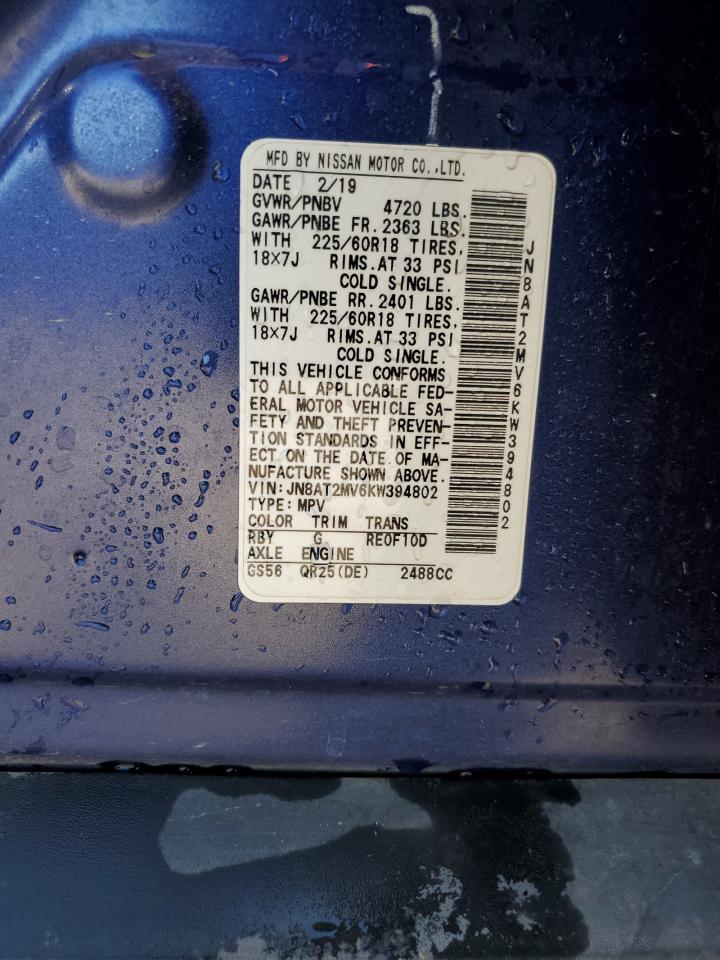 MFD BY NISSAN MOTOR CO.,LTD.
DATE 2/19
GVWR/PNBV 4720 LBS.
GAWR/PNBE FR. 2363 LBS.
WITH 225/60R18 TIRES,
18×7J RIMS.AT 33 PSI
COLD SINGLE.
GAWR/PNBE RR. 2401 LBS.
WITH 225/60R18 TIRES,
18×7J RIMS.AT 33 PSI
COLD SINGLE.
THIS VEHICLE CONFORMS
TO ALL APPLICABLE FED-
ERAL MOTOR VEHICLE SA-
FETY AND THEFT PREVEN-
TION STANDARDS IN EFF-
ECT ON THE DATE OF MA-
NUFACTURE SHOWN ABOVE.
VIN:JN8AT2MV6KW394802
TYPE:MPV
COLOR TRIM TRANS
RBY G RE0F10D
AXLE ENGINE
GS56 QR25(DE) 2488CC
JN8AT2MV6KW394802